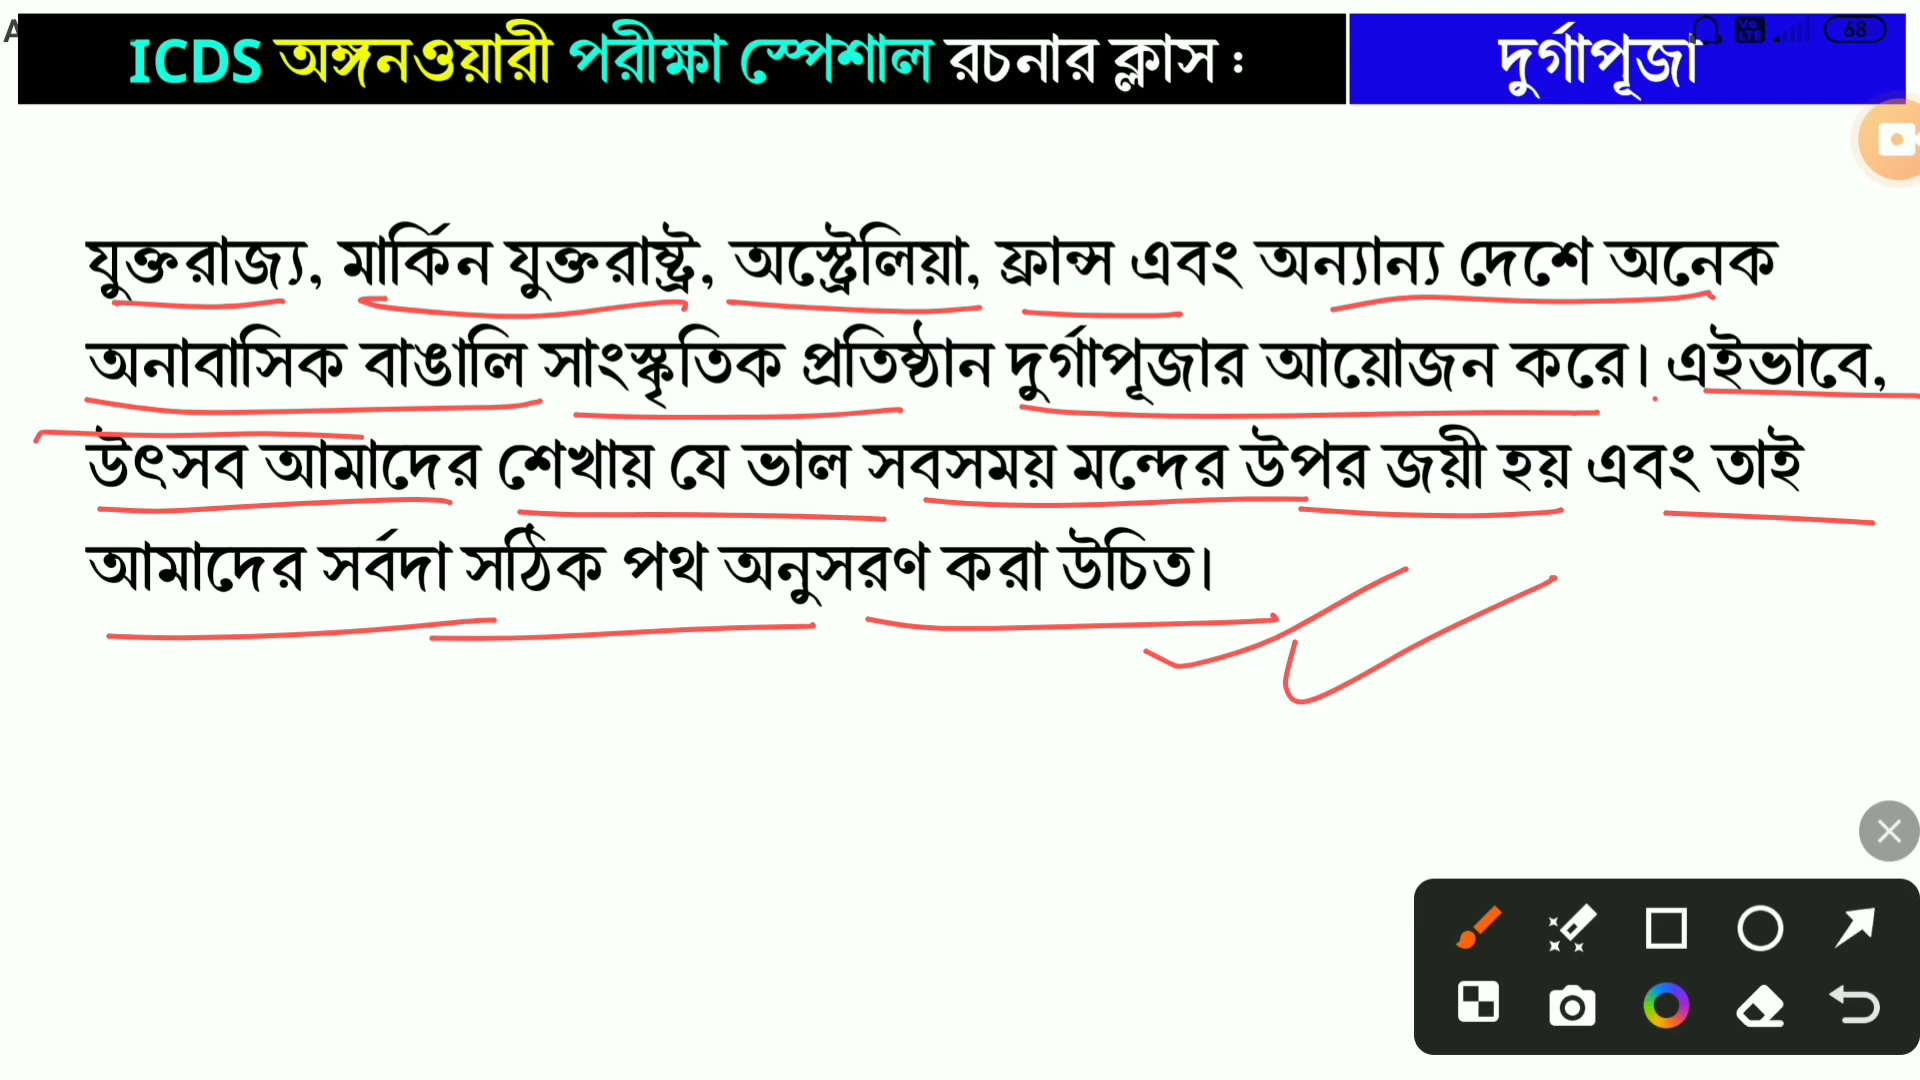 ICDS অঙ্গনওয়ারী পরীক্ষা স্পেশাল রচনার ক্লাস :
দুর্গাপূজা
68
যুক্তরাজ্য, মার্কিন যুক্তরাষ্ট্র, অস্ট্রেলিয়া, ফ্রান্স এবং অন্যান্য দেশে অনেক
অনাবাসিক বাঙালি সাংস্কৃতিক প্রতিষ্ঠান দুর্গাপূজার আয়োজন করে। এইভাবে,
উৎসব আমাদের শেখায় যে ভাল সবসময় মন্দের উপর জয়ী হয় এবং তাই
আমাদের সর্বদা সঠিক পথ অনুসরণ করা উচিত।